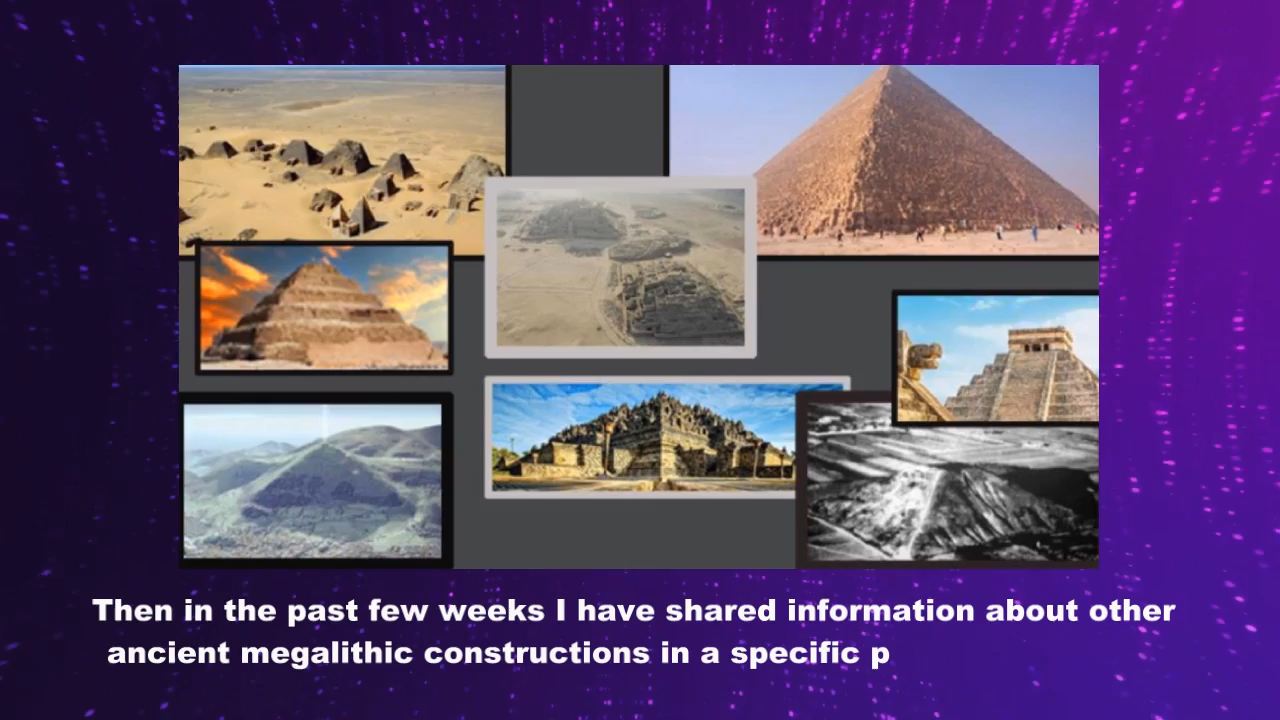 Then in the past few weeks I have shared information about other
ancient megalithic constructions in a specific p